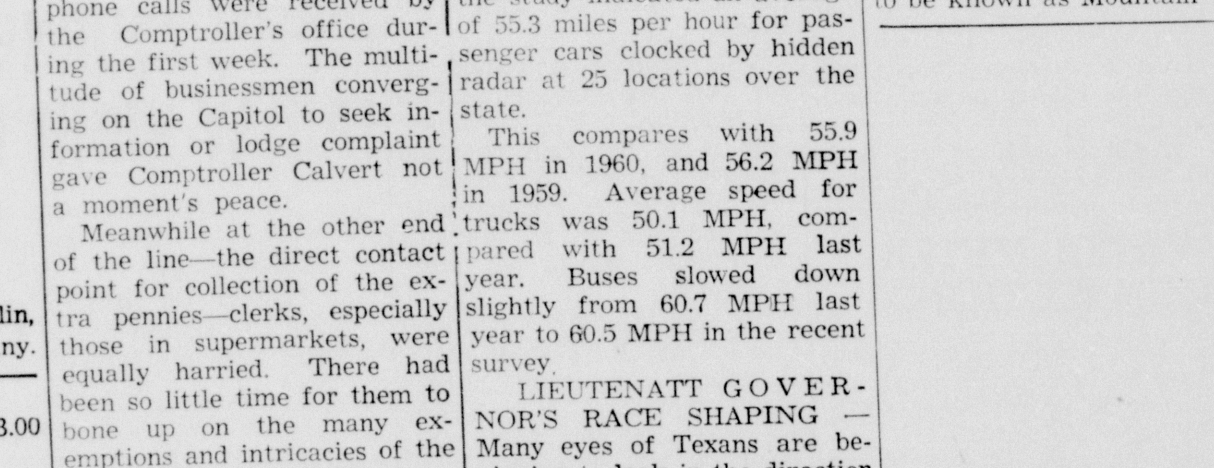 lin,
ny.
3.00
phone calls were received by
the Comptroller's office dur-
ing the first week. The multi-
tude of businessmen converg-
ing on the Capitol to seek in-
formation or lodge complaint
gave Comptroller Calvert not
a moment's peace.
Meanwhile at the other end
of the line—the direct contact
point for collection of the ex-
tra pennies—clerks, especially
those in supermarkets, were
equally harried. There had
been so little time for them to
bone up on the many ex-
emptions and intricacies of the
of 55.3 miles per hour for pas-
senger cars clocked by hidden
radar at 25 locations over the
state.
This compares with 55.9
MPH in 1960, and 56.2 MPH
in 1959. Average speed for
trucks was 50.1 MPH, com-
pared with 51.2 MPH last
year. Buses slowed down
slightly from 60.7 MPH last
year to 60.5 MPH in the recent
survey.
LIEUTENATT GOVER-
NOR'S RACE SHAPING —
Many eyes of Texans are be-
to be known as Mountain